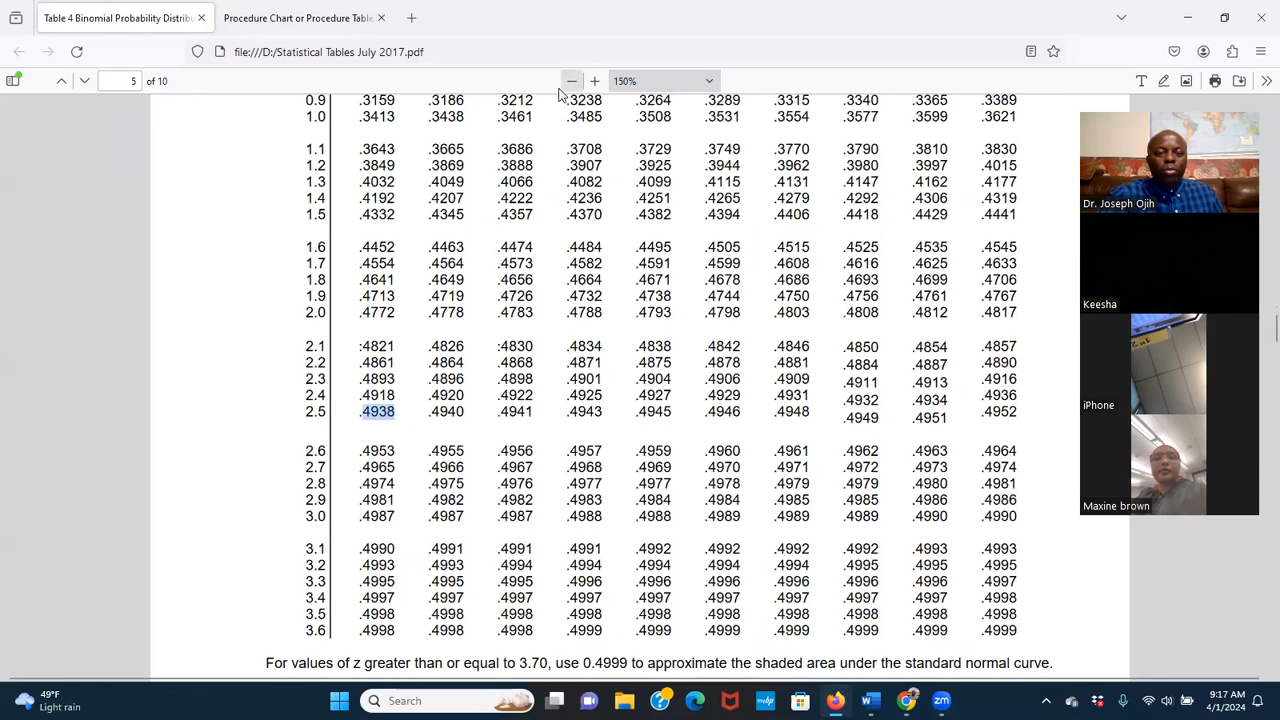 Table 4 Binomial Probability Distribu
Procedure Chart or Procedure Table
file:///D:/Statistical Tables July 2017.pdf
5 of 10
150%
0.9 .3159 .3186 .3212 .3238 .3264 .3289 .3315 .3340 .3365 .3389
1.0 .3413 .3438 .3461 .3485 .3508 .3531 .3554 .3577 .3599 .3621
1.1 .3643 .3665 .3686 .3708 .3729 .3749 .3770 .3790 .3810 .3830
1.2 .3849 .3869 .3888 .3907 .3925 .3944 .3962 .3980 .3997 .4015
1.3 .4032 .4049 .4066 .4082 .4099 .4115 .4131 .4147 .4162 .4177
1.4 .4192 .4207 .4222 .4236 .4251 .4265 .4279 .4292 .4306 .4319
1.5 .4332 .4345 .4357 .4370 .4382 .4394 .4406 .4418 .4429 .4441
1.6 .4452 .4463 .4474 .4484 .4495 .4505 .4515 .4525 .4535 .4545
1.7 .4554 .4564 .4573 .4582 .4591 .4599 .4608 .4616 .4625 .4633
1.8 .4641 .4649 .4656 .4664 .4671 .4678 .4686 .4693 .4699 .4706
1.9 .4713 .4719 .4726 .4732 .4738 .4744 .4750 .4756 .4761 .4767
2.0 .4772 .4778 .4783 .4788 .4793 .4798 .4803 .4808 .4812 .4817
2.1 .4821 .4826 .4830 .4834 .4838 .4842 .4846 .4850 .4854 .4857
2.2 .4861 .4864 .4868 .4871 .4875 .4878 .4881 .4884 .4887 .4890
2.3 .4893 .4896 .4898 .4901 .4904 .4906 .4909 .4911 .4913 .4916
2.4 .4918 .4920 .4922 .4925 .4927 .4929 .4931 .4932 .4934 .4936
2.5 .4938 .4940 .4941 .4943 .4945 .4946 .4948 .4949 .4951 .4952
2.6 .4953 .4955 .4956 .4957 .4959 .4960 .4961 .4962 .4963 .4964
2.7 .4965 .4966 .4967 .4968 .4969 .4970 .4971 .4972 .4973 .4974
2.8 .4974 .4975 .4976 .4977 .4977 .4978 .4979 .4979 .4980 .4981
2.9 .4981 .4982 .4982 .4983 .4984 .4984 .4985 .4985 .4986 .4986
3.0 .4987 .4987 .4987 .4988 .4988 .4989 .4989 .4989 .4990 .4990
3.1 .4990 .4991 .4991 .4991 .4992 .4992 .4992 .4992 .4993 .4993
3.2 .4993 .4993 .4994 .4994 .4994 .4994 .4994 .4995 .4995 .4995
3.3 .4995 .4995 .4995 .4996 .4996 .4996 .4996 .4996 .4996 .4997
3.4 .4997 .4997 .4997 .4997 .4997 .4997 .4997 .4997 .4997 .4998
3.5 .4998 .4998 .4998 .4998 .4998 .4998 .4998 .4998 .4998 .4998
3.6 .4998 .4998 .4998 .4999 .4999 .4999 .4999 .4999 .4999 .4999
For values of z greater than or equal to 3.70, use 0.4999 to approximate the shaded area under the standard normal curve.
Dr. Joseph Ojih
Keesha
iPhone
Maxine brown
49°F
Light rain
Search
9:17 AM
4/1/2024